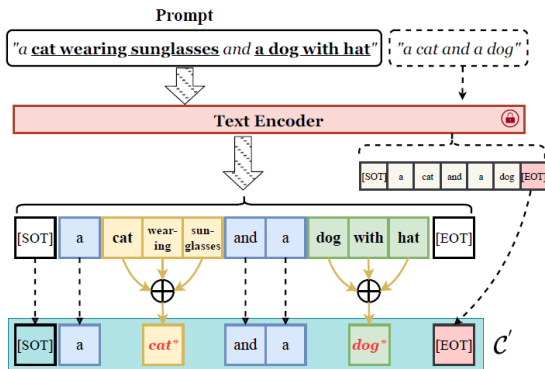 Prompt
"a cat wearing sunglasses and a dog with hat"
"a cat and a dog"
Text Encoder
[SOT] a cat and a dog [EOT]
[SOT] a cat wear-ing sun-glasses and a dog with hat [EOT]
[SOT] a cat* and a dog* [EOT] C'